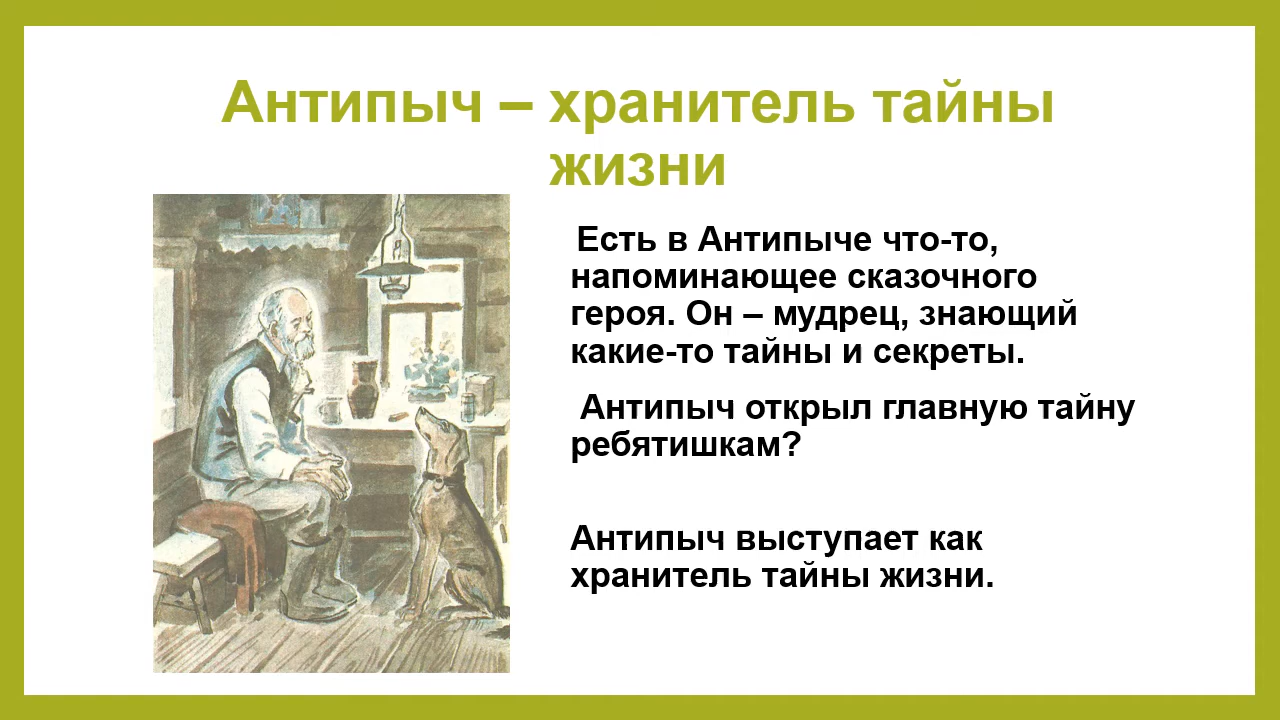 Антипыч – хранитель тайны
жизни
Есть в Антипыче что-то,
напоминающее сказочного
героя. Он – мудрец, знающий
какие-то тайны и секреты.
Антипыч открыл главную тайну
ребятишкам?
Антипыч выступает как
хранитель тайны жизни.